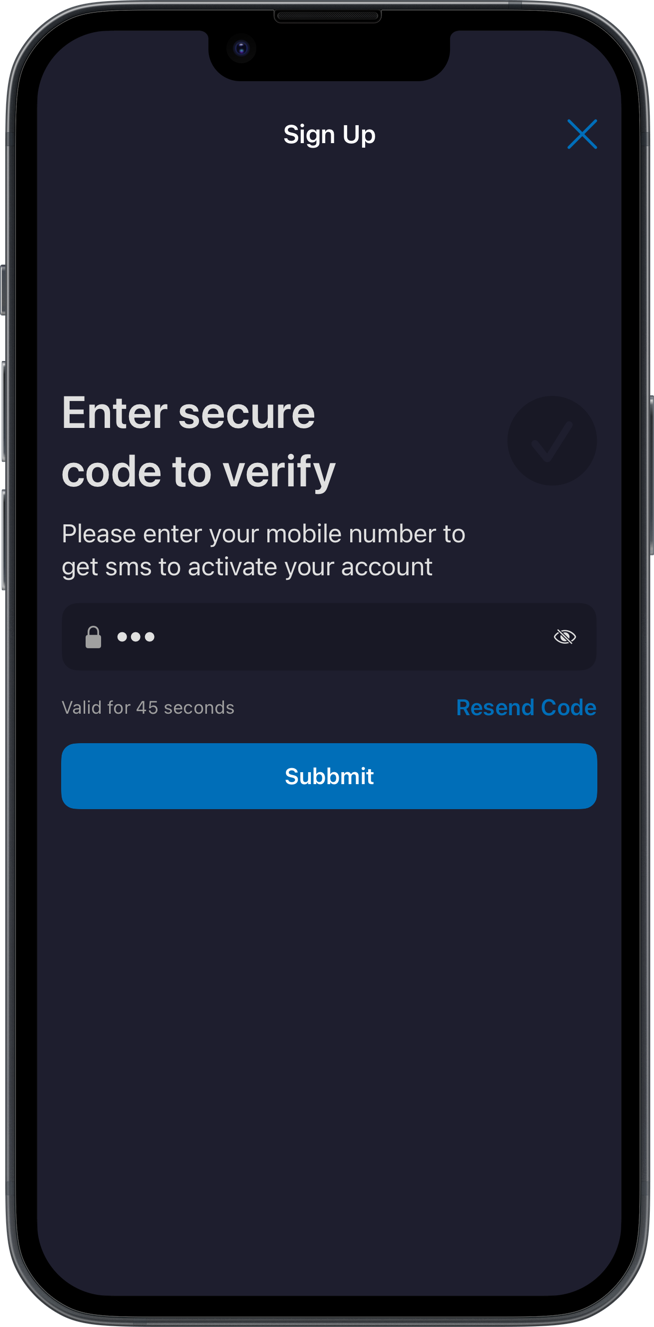 Sign Up
Enter secure
code to verify
Please enter your mobile number to
get sms to activate your account
•••
Valid for 45 seconds
Resend Code
Subbmit